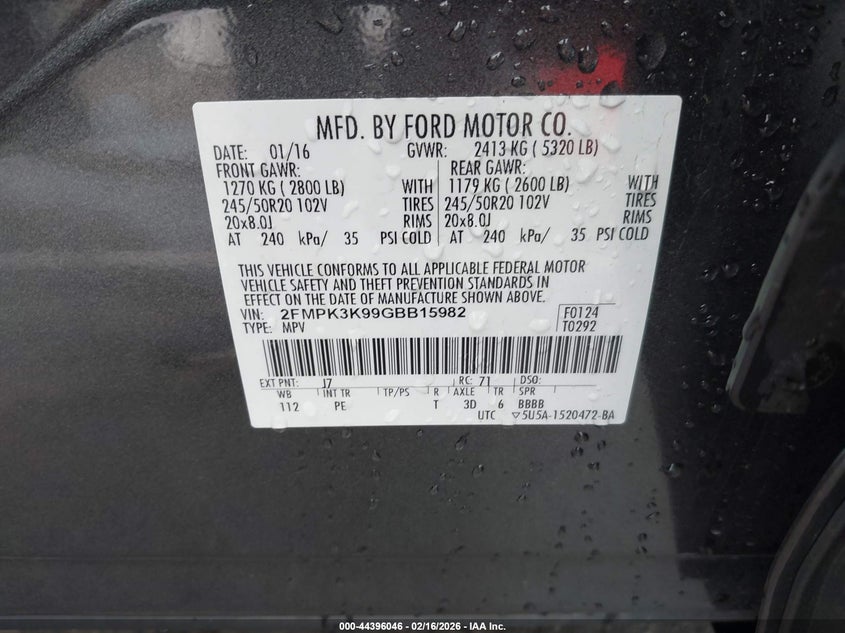 MFD. BY FORD MOTOR CO.
DATE: 01/16 GVWR: 2413 KG ( 5320 LB)
FRONT GAWR: REAR GAWR:
1270 KG ( 2800 LB) WITH 1179 KG ( 2600 LB) WITH
245/50R20 102V TIRES 245/50R20 102V TIRES
20x8.0J RIMS 20x8.0J RIMS
AT 240 kPa/ 35 PSI COLD AT 240 kPa/ 35 PSI COLD
THIS VEHICLE CONFORMS TO ALL APPLICABLE FEDERAL MOTOR
VEHICLE SAFETY AND THEFT PREVENTION STANDARDS IN
EFFECT ON THE DATE OF MANUFACTURE SHOWN ABOVE.
VIN: 2FMPK3K99GBB15982 F0124
TYPE: MPV T0292
EXT PNT: J7 RC: 71 DSO:
WB INT TR TP/PS R AXLE TR SPR
112 PE T 3D 6 BBBB
UTC ▽5U5A-1520472-BA
000-44396046 - 02/16/2026 - IAA Inc.